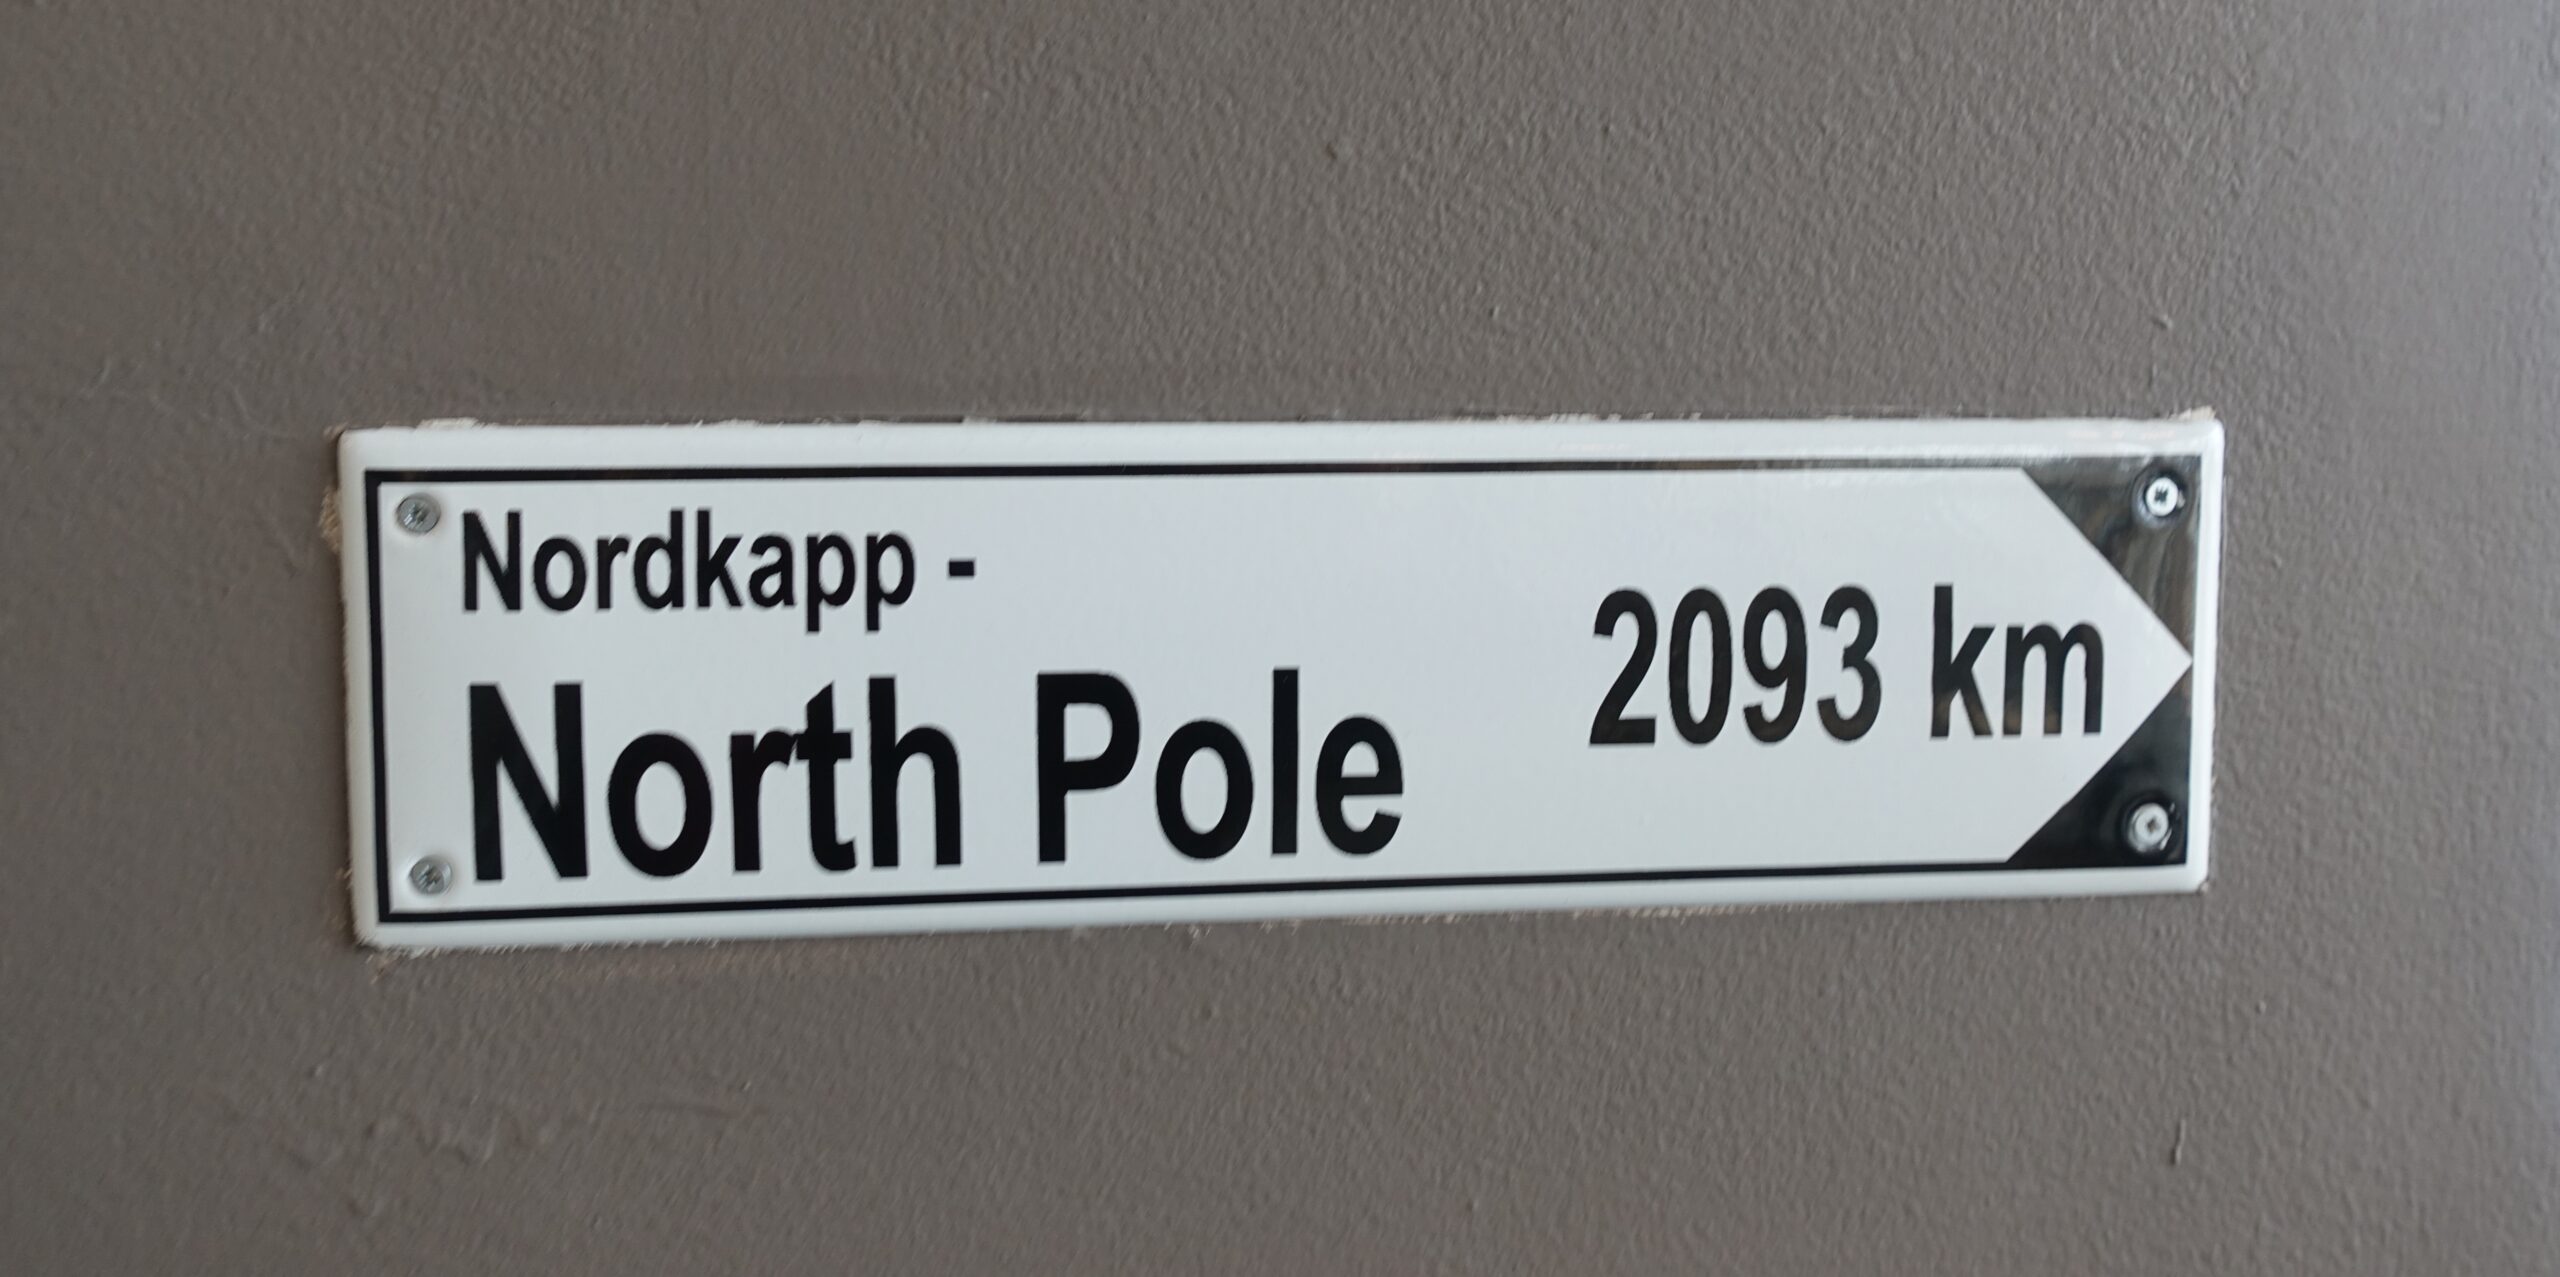 Nordkapp -
North Pole
2093 km